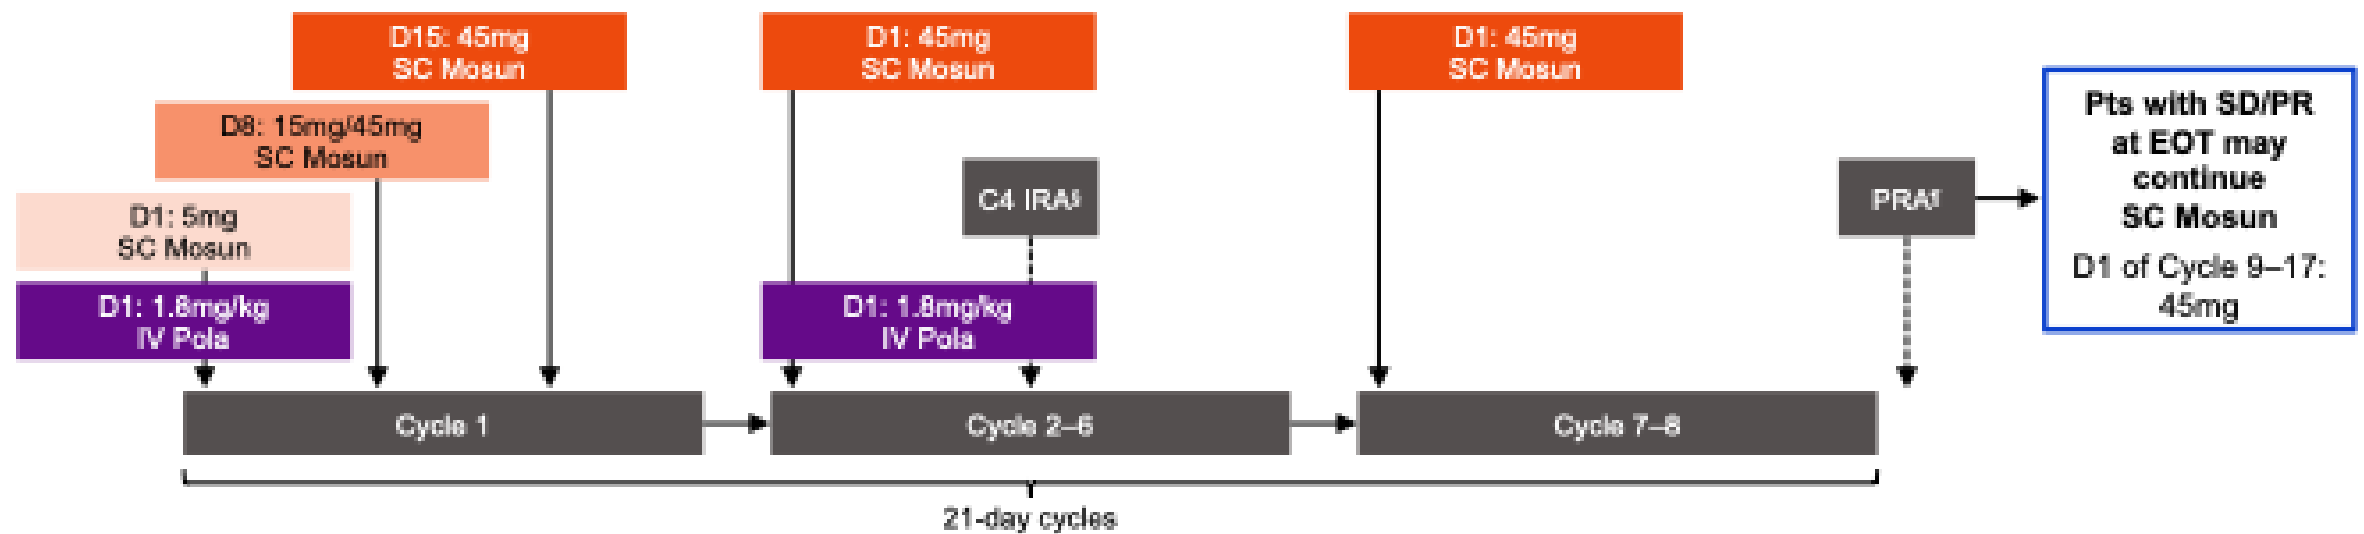 D15: 45mg
SC Mosun
D1: 45mg
SC Mosun
D1: 45mg
SC Mosun
D8: 15mg/45mg
SC Mosun
D1: 5mg
SC Mosun
D1: 1.8mg/kg
IV Pola
C4 IRA§
D1: 1.8mg/kg
IV Pola
PRA¶
Pts with SD/PR
at EOT may
continue
SC Mosun
D1 of Cycle 9–17:
45mg
Cycle 1
Cycle 2–6
Cycle 7–8
21-day cycles